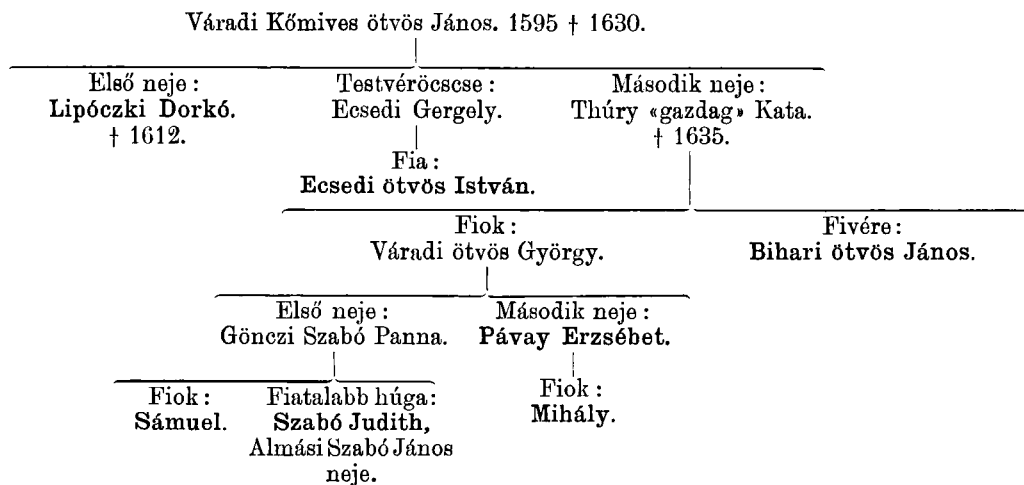 Váradi Kőmives ötvös János. 1595 † 1630.
Első neje: Testvéröcscse: Második neje:
Lipóczki Dorkó. Ecsedi Gergely. Thúry «gazdag» Kata.
† 1612. † 1635.
Fia:
Ecsedi ötvös István.
Fiok: Fivére:
Váradi ötvös György. Bihari ötvös János.
Első neje: Második neje:
Gönczi Szabó Panna. Pávay Erzsébet.
Fiok: Fiatalabb húga: Fiok:
Sámuel. Szabó Judith, Mihály.
Almási Szabó János
neje.